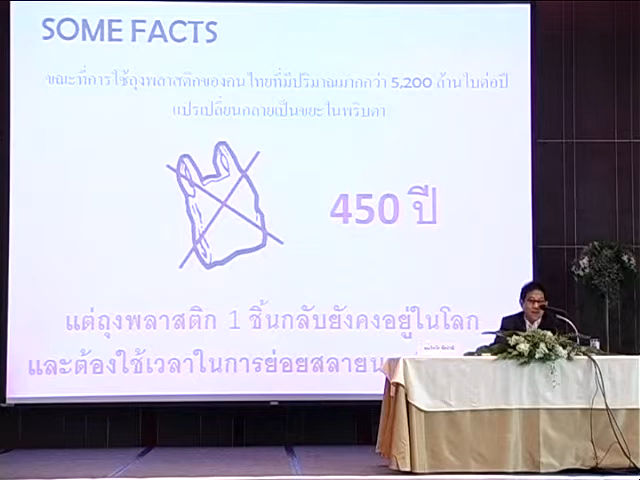 SOME FACTS
ขณะที่การใช้ถุงพลาสติกของคนไทยที่มีปริมาณมากกว่า 5,200 ล้านใบต่อปี
แปรเปลี่ยนกลายเป็นขยะในพริบตา
450 ปี
แต่ถุงพลาสติก 1 ชิ้นกลับยังคงอยู่ในโลก
และต้องใช้เวลาในการย่อยสลาย